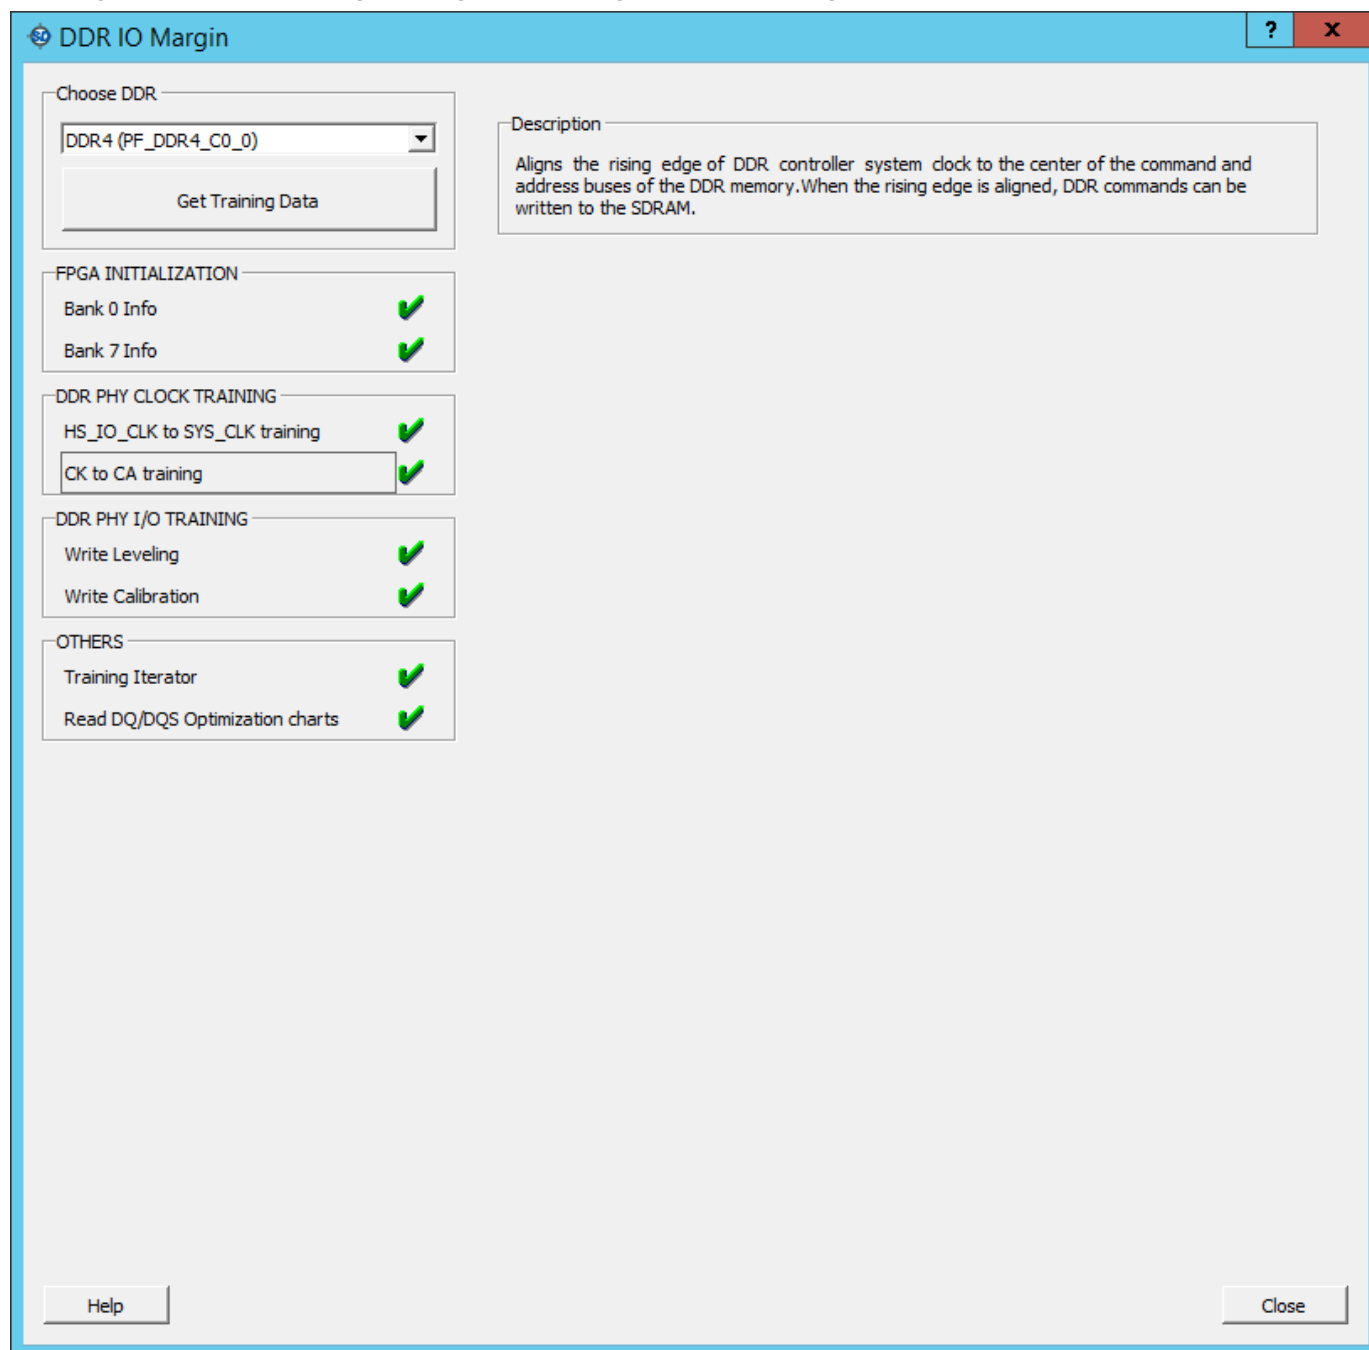 DDR IO Margin
?
x
Choose DDR
DDR4 (PF_DDR4_C0_0)
Get Training Data
Description
Aligns the rising edge of DDR controller system clock to the center of the command and
address buses of the DDR memory.When the rising edge is aligned, DDR commands can be
written to the SDRAM.
FPGA INITIALIZATION
Bank 0 Info
Bank 7 Info
DDR PHY CLOCK TRAINING
HS_IO_CLK to SYS_CLK training
CK to CA training
DDR PHY I/O TRAINING
Write Leveling
Write Calibration
OTHERS
Training Iterator
Read DQ/DQS Optimization charts
Help
Close